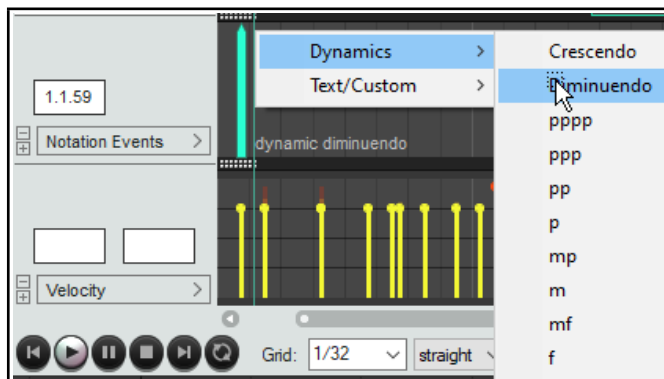 Dynamics >
Text/Custom >
Crescendo
Diminuendo
pppp
ppp
pp
p
mp
m
mf
f
1.1.59
Notation Events >
dynamic diminuendo
Velocity >
Grid: 1/32 straight